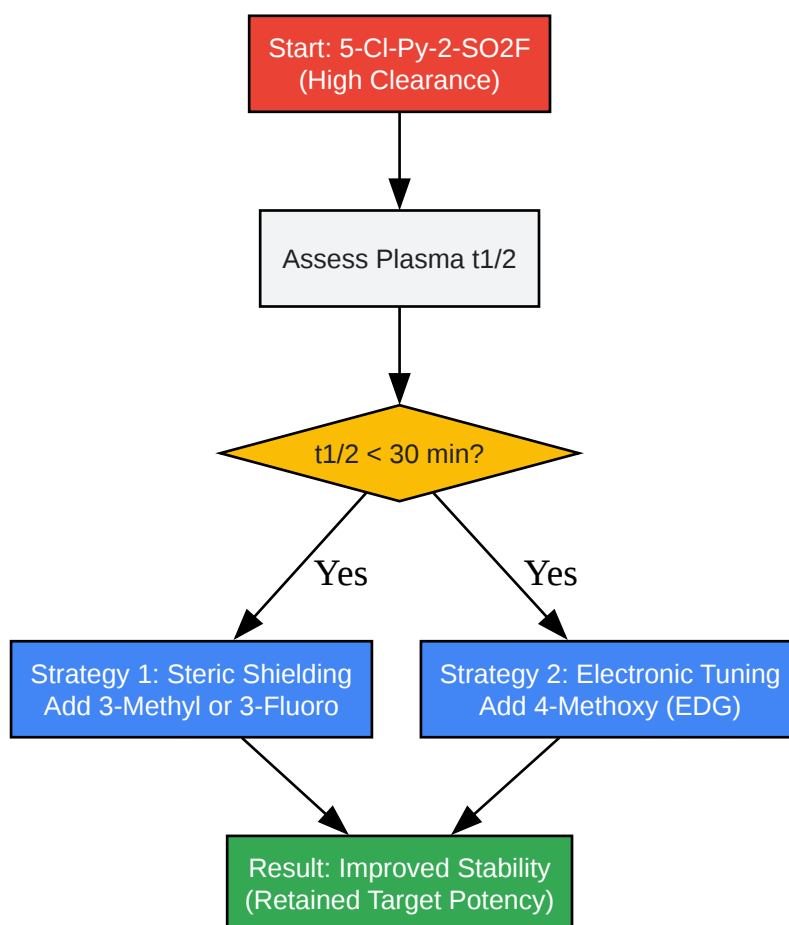 Start: 5-Cl-Py-2-SO2F
(High Clearance)
Assess Plasma t1/2
t1/2 < 30 min?
Yes
Yes
Strategy 1: Steric Shielding
Add 3-Methyl or 3-Fluoro
Strategy 2: Electronic Tuning
Add 4-Methoxy (EDG)
Result: Improved Stability
(Retained Target Potency)